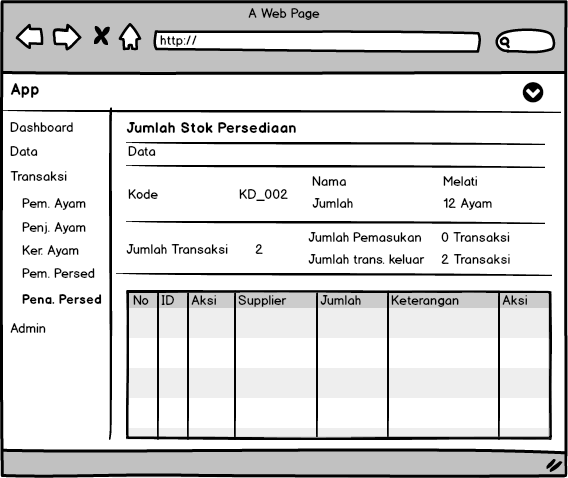 A Web Page
http://
App
Dashboard
Data
Transaksi
Pem. Ayam
Penj. Ayam
Ker. Ayam
Pem. Persed
Peng. Persed
Admin
Jumlah Stok Persediaan
Data
Kode KD_002
Nama Melati
Jumlah 12 Ayam
Jumlah Transaksi 2
Jumlah Pemasukan 0 Transaksi
Jumlah trans. keluar 2 Transaksi
No ID Aksi Supplier Jumlah Keterangan Aksi